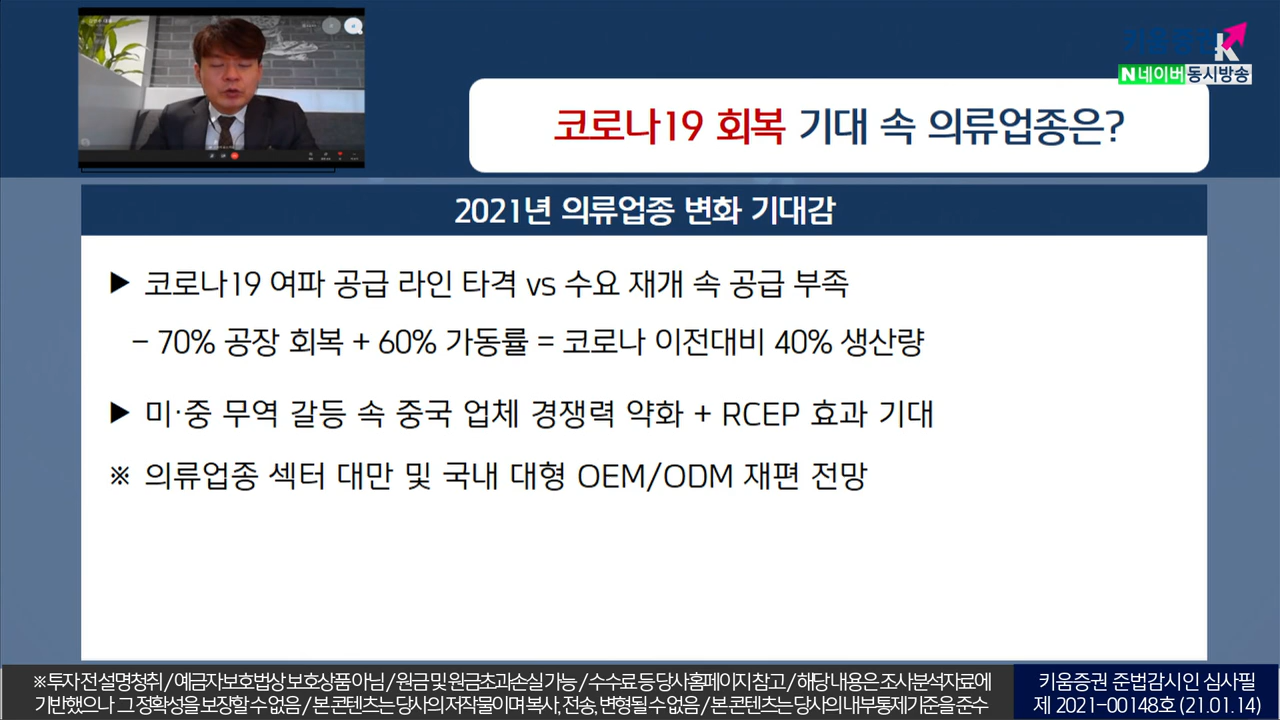 키움증권
N 네이버 동시방송
코로나19 회복 기대 속 의류업종은?
2021년 의류업종 변화 기대감
▶ 코로나19 여파 공급 라인 타격 vs 수요 재개 속 공급 부족
– 70% 공장 회복 + 60% 가동률 = 코로나 이전대비 40% 생산량
▶ 미·중 무역 갈등 속 중국 업체 경쟁력 약화 + RCEP 효과 기대
※ 의류업종 섹터 대만 및 국내 대형 OEM/ODM 재편 전망
※ 투자 전 설명청취 / 예금자보호법상 보호상품 아님 / 원금 및 원금초과손실 가능 / 수수료 등 당사홈페이지 참고 / 해당 내용은 조사분석자료에
기반했으나 그 정확성을 보장할 수 없음 / 본 콘텐츠는 당사의 저작물이며 복사, 전송, 변형될 수 없음 / 본 콘텐츠는 당사의 내부통제기준을 준수
키움증권 준법감시인 심사필
제 2021-00148호 (21.01.14)